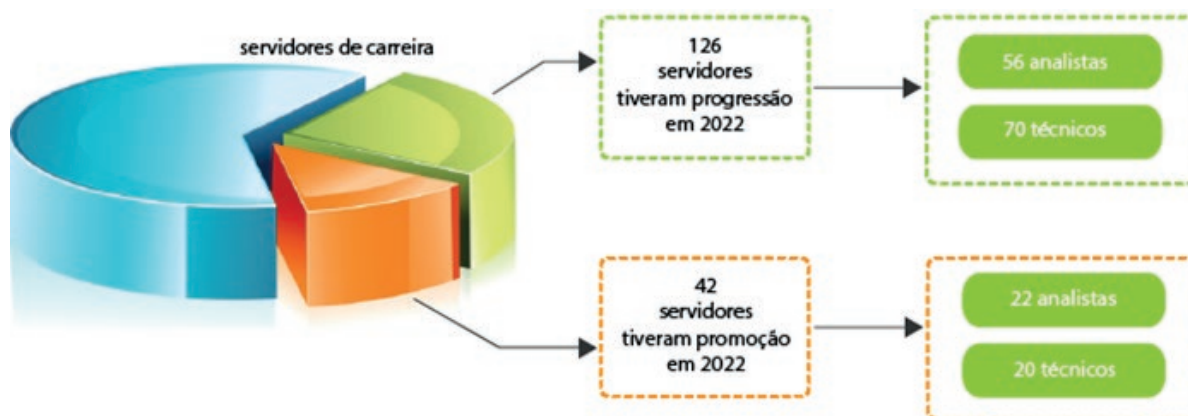 servidores de carreira
126
servidores
tiveram progressão
em 2022
56 analistas
70 técnicos
42
servidores
tiveram promoção
em 2022
22 analistas
20 técnicos